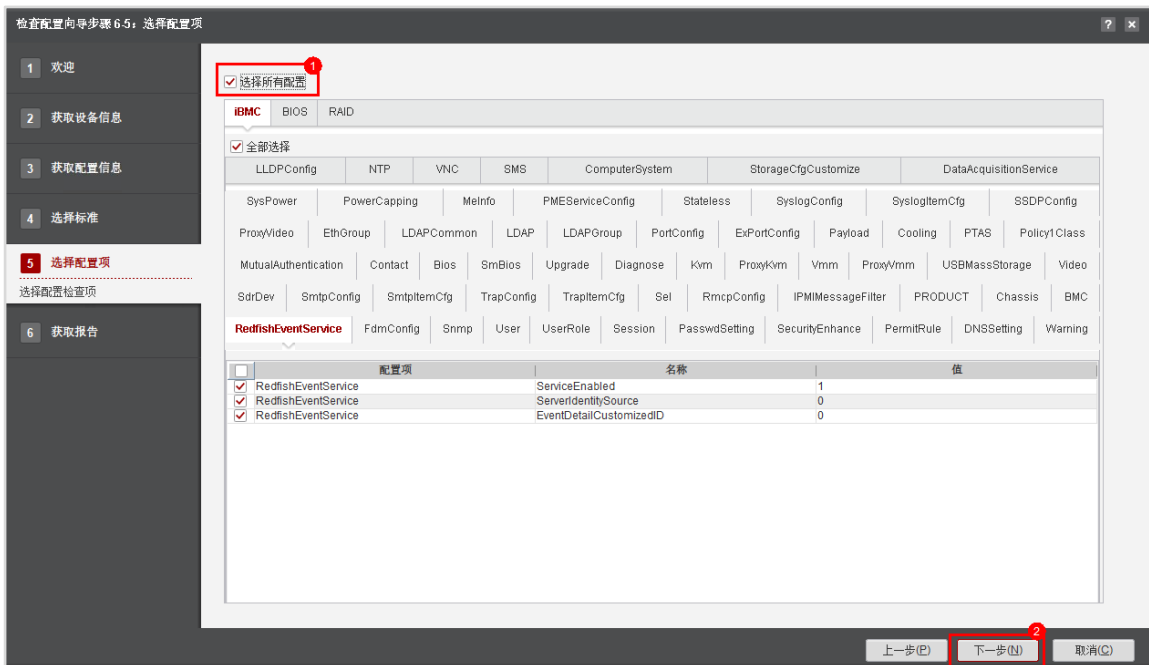 检查配置向导步骤 6-5：选择配置项
? ×
1 欢迎
2 获取设备信息
3 获取配置信息
4 选择标准
5 选择配置项
选择配置检查项
6 获取报告
1
选择所有配置
iBMC BIOS RAID
全部选择
LLDPConfig NTP VNC SMS ComputerSystem StorageCfgCustomize DataAcquisitionService
SysPower PowerCapping MeInfo PMEServiceConfig Stateless SyslogConfig SyslogItemCfg SSDPConfig
ProxyVideo EthGroup LDAPCommon LDAP LDAPGroup PortConfig ExPortConfig Payload Cooling PTAS Policy1Class
MutualAuthentication Contact Bios SmBios Upgrade Diagnose Kvm ProxyKvm Vmm ProxyVmm USBMassStorage Video
SdrDev SmtpConfig SmtpItemCfg TrapConfig TrapItemCfg Sel RmcpConfig IPMIMessageFilter PRODUCT Chassis BMC
RedfishEventService FdmConfig Snmp User UserRole Session PasswdSetting SecurityEnhance PermitRule DNSSetting Warning
配置项 名称 值
RedfishEventService ServiceEnabled 1
RedfishEventService ServerIdentitySource 0
RedfishEventService EventDetailCustomizedID 0
2
上一步(P) 下一步(N) 取消(C)